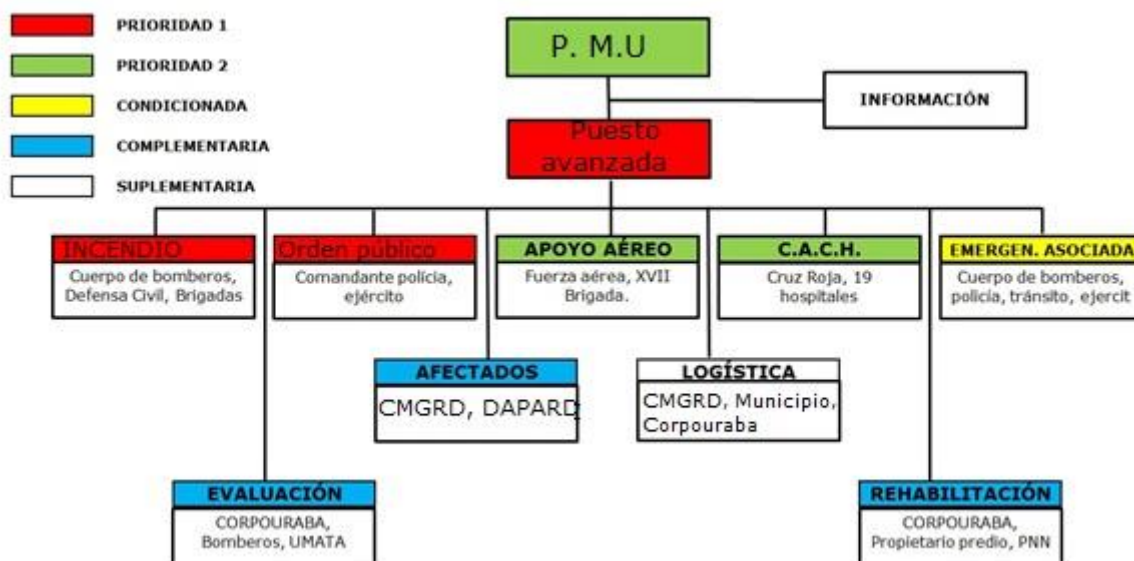 PRIORIDAD 1
PRIORIDAD 2
CONDICIONADA
COMPLEMENTARIA
SUPLEMENTARIA
P. M.U
INFORMACIÓN
Puesto
avanzada
INCENDIO
Cuerpo de bomberos,
Defensa Civil, Brigadas
Orden público
Comandante policía,
ejército
APOYO AÉREO
Fuerza aérea, XVII
Brigada.
C.A.C.H.
Cruz Roja, 19
hospitales
EMERGEN. ASOCIADA
Cuerpo de bomberos,
policía, tránsito, ejercit
AFECTADOS
CMGRD, DAPARD
LOGÍSTICA
CMGRD, Municipio,
Corpouraba
EVALUACIÓN
CORPOURABA,
Bomberos, UMATA
REHABILITACIÓN
CORPOURABA,
Propietario predio, PNN